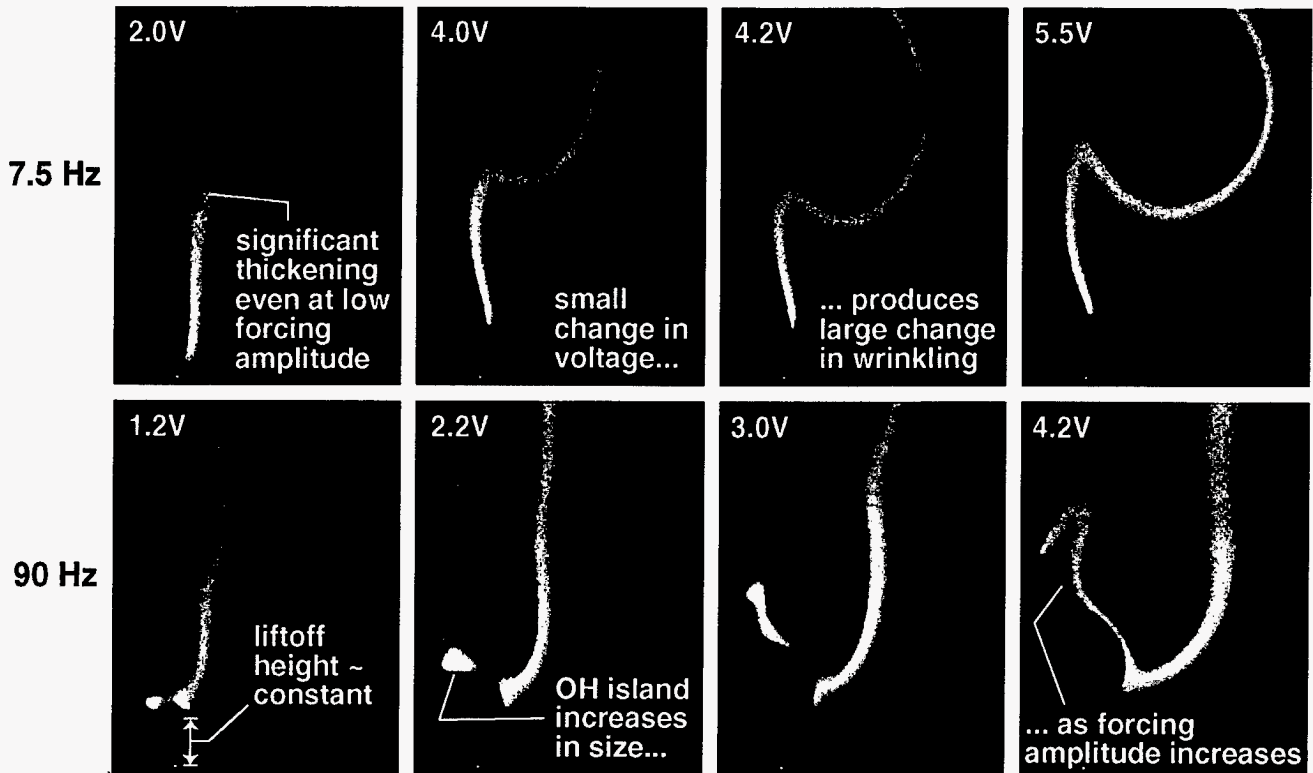 2.0V
4.0V
4.2V
5.5V
7.5 Hz
significant
thickening
even at low
forcing
amplitude
small
change in
voltage...
... produces
large change
in wrinkling
1.2V
2.2V
3.0V
4.2V
90 Hz
liftoff
height ~
constant
OH island
increases
in size...
... as forcing
amplitude increases